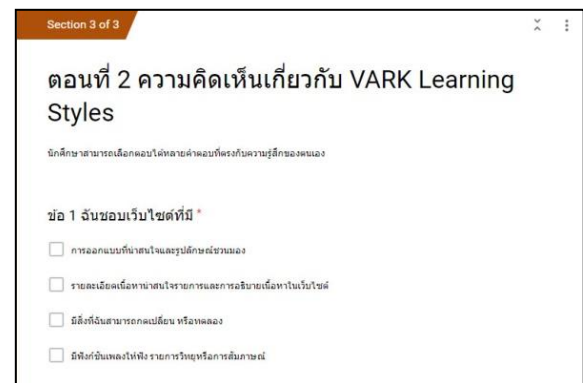 Section 3 of 3
ตอนที่ 2 ความคิดเห็นเกี่ยวกับ VARK Learning
Styles
นักศึกษาสามารถเลือกตอบได้หลายคำตอบที่ตรงกับความรู้สึกของตนเอง
ข้อ 1 ฉันชอบเว็บไซต์ที่มี *
การออกแบบที่น่าสนใจและรูปลักษณ์ชวนมอง
รายละเอียดเนื้อหาน่าสนใจรายการและการอธิบายเนื้อหาในเว็บไซต์
มีสิ่งที่ฉันสามารถกดเปลี่ยน หรือทดลอง
มีฟังก์ชันเพลงให้ฟัง รายการวิทยุหรือการสัมภาษณ์